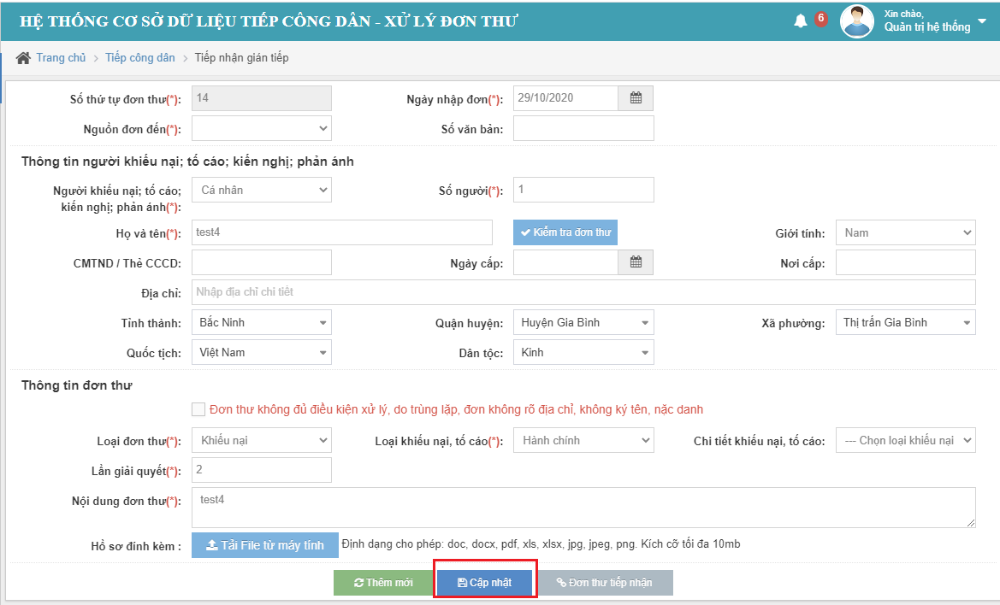 HỆ THỐNG CƠ SỞ DỮ LIỆU TIẾP CÔNG DÂN - XỬ LÝ ĐƠN THƯ
6
Xin chào,
Quản trị hệ thống
Trang chủ > Tiếp công dân > Tiếp nhận gián tiếp
Số thứ tự đơn thư(*): 14 Ngày nhập đơn(*): 29/10/2020
Nguồn đơn đến(*): Số văn bản:
Thông tin người khiếu nại; tố cáo; kiến nghị; phản ánh
Người khiếu nại; tố cáo; kiến nghị; phản ánh(*): Cá nhân Số người(*): 1
Họ và tên(*): test4 Kiểm tra đơn thư Giới tính: Nam
CMTND / Thẻ CCCD: Ngày cấp: Nơi cấp:
Địa chỉ: Nhập địa chỉ chi tiết
Tỉnh thành: Bắc Ninh Quận huyện: Huyện Gia Bình Xã phường: Thị trấn Gia Bình
Quốc tịch: Việt Nam Dân tộc: Kinh
Thông tin đơn thư
Đơn thư không đủ điều kiện xử lý, do trùng lặp, đơn không rõ địa chỉ, không ký tên, nặc danh
Loại đơn thư(*): Khiếu nại Loại khiếu nại, tố cáo(*): Hành chính Chi tiết khiếu nại, tố cáo: --- Chọn loại khiếu nại
Lần giải quyết(*): 2
Nội dung đơn thư(*): test4
Hồ sơ đính kèm : Tải File từ máy tính Định dạng cho phép: doc, docx, pdf, xls, xlsx, jpg, jpeg, png. Kích cỡ tối đa 10mb
Thêm mới Cập nhật Đơn thư tiếp nhận